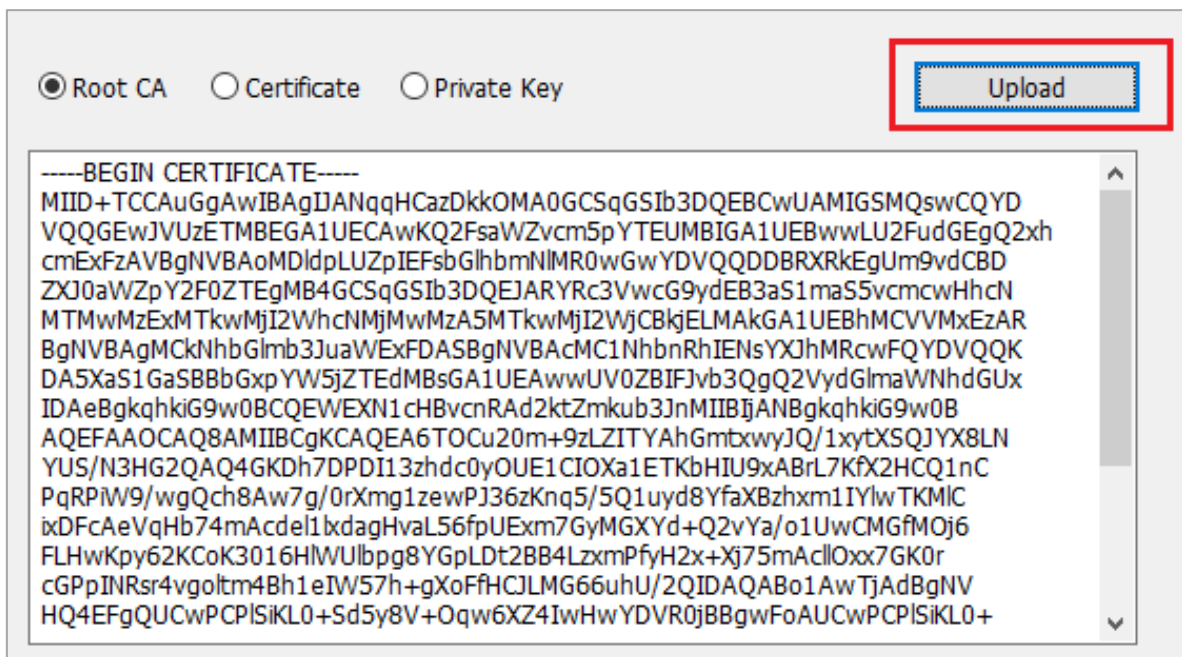 Root CA Certificate Private Key Upload
-----BEGIN CERTIFICATE-----
MIID+TCCAuGgAwIBAgIJANqqHCazDkkOMA0GCSqGSIb3DQEBCwUAMIGSMQswCQYD
VQQGEwJVUzETMBEGA1UECAwKQ2FsaWZvcm5pYTEUMBIGA1UEBwwLU2FudGEgQ2xh
cmExFzAVBgNVBAoMDldpLUZpIEFsbGlhbmNlMR0wGwYDVQQDDBRXRkEgUm9vdCBD
ZXJ0aWZpY2F0ZTEgMB4GCSqGSIb3DQEJARYRc3VwcG9ydEB3aS1maS5vcmcwHhcN
MTMwMzExMTkwMjI2WhcNMjMwMzA5MTkwMjI2WjCBkjELMAkGA1UEBhMCVVMxEzAR
BgNVBAgMCkNhbGlmb3JuaWExFDASBgNVBAcMC1NhbnRhIENsYXJhMRcwFQYDVQQK
DA5XaS1GaSBBbGxpYW5jZTEdMBsGA1UEAwwUV0ZBIFJvb3QgQ2VydGlmaWNhdGUx
IDAeBgkqhkiG9w0BCQEWEXN1cHBvcnRAd2ktZmkub3JnMIIBIjANBgkqhkiG9w0B
AQEFAAOCAQ8AMIIBCgKCAQEA6TOCu20m+9zLZITYAhGmtxwyJQ/1xytXSQJYX8LN
YUS/N3HG2QAQ4GKDh7DPDI13zhdc0yOUE1CIOXa1ETKbHIU9xABrL7KfX2HCQ1nC
PqRPiW9/wgQch8Aw7g/0rXmg1zewPJ36zKnq5/5Q1uyd8YfaXBzhxm1IYlwTKMlC
ixDFcAeVqHb74mAcdel1lxdagHvaL56fpUExm7GyMGXYd+Q2vYa/o1UwCMGfMOj6
FLHwKpy62KCoK3016HlWUlbpg8YGpLDt2BB4LzxmPfyH2x+Xj75mAcllOxx7GK0r
cGPpINRsr4vgoltm4Bh1eIW57h+gXoFfHCJLMG66uhU/2QIDAQABo1AwTjAdBgNV
HQ4EFgQUCwPCPlSiKL0+Sd5y8V+Oqw6XZ4IwHwYDVR0jBBgwFoAUCwPCPlSiKL0+